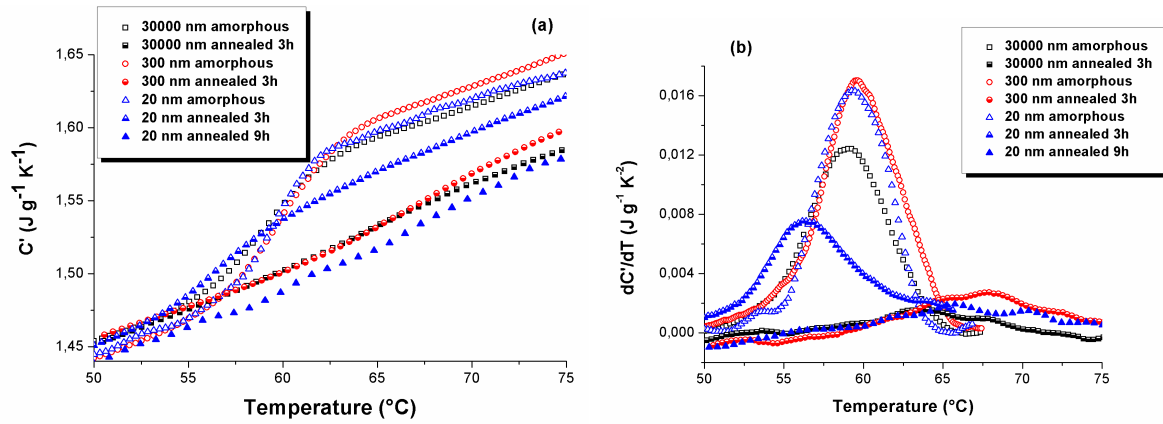 (a)
30000 nm amorphous
30000 nm annealed 3h
300 nm amorphous
300 nm annealed 3h
20 nm amorphous
20 nm annealed 3h
20 nm annealed 9h
1,65
1,60
1,55
1,50
1,45
C' (J g⁻¹ K⁻¹)
50 55 60 65 70 75
Temperature (°C)
(b)
30000 nm amorphous
30000 nm annealed 3h
300 nm amorphous
300 nm annealed 3h
20 nm amorphous
20 nm annealed 3h
20 nm annealed 9h
0,016
0,012
0,008
0,004
0,000
dC'/dT (J g⁻¹ K⁻²)
50 55 60 65 70 75
Temperature (°C)